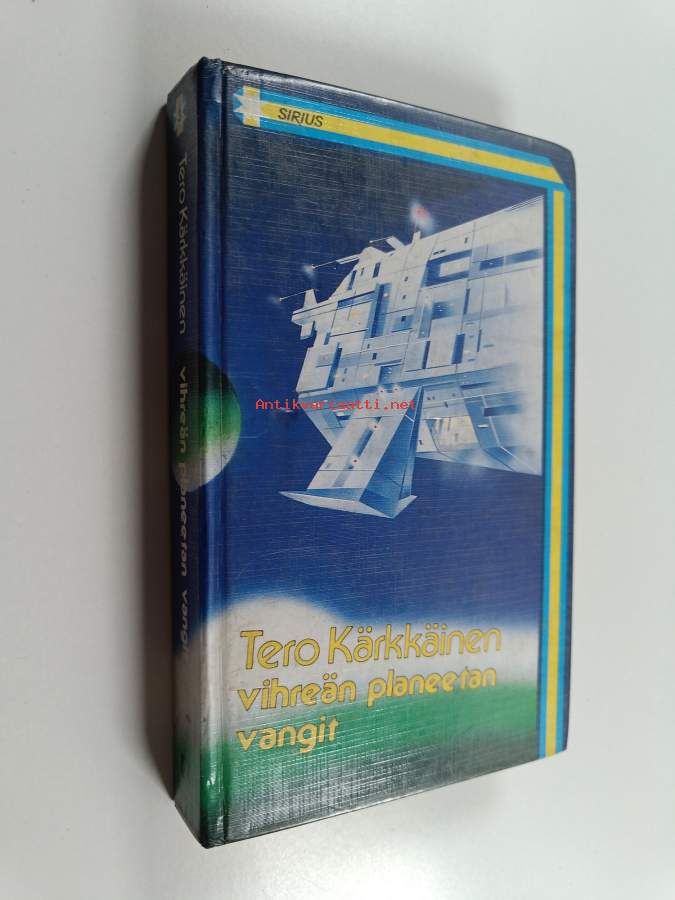 SIRIUS
Tero Kärkkäinen
vihreän planeetan
vangit
Tero Kärkkäinen vihreän planeetan vangit
Antikvariaatti.net